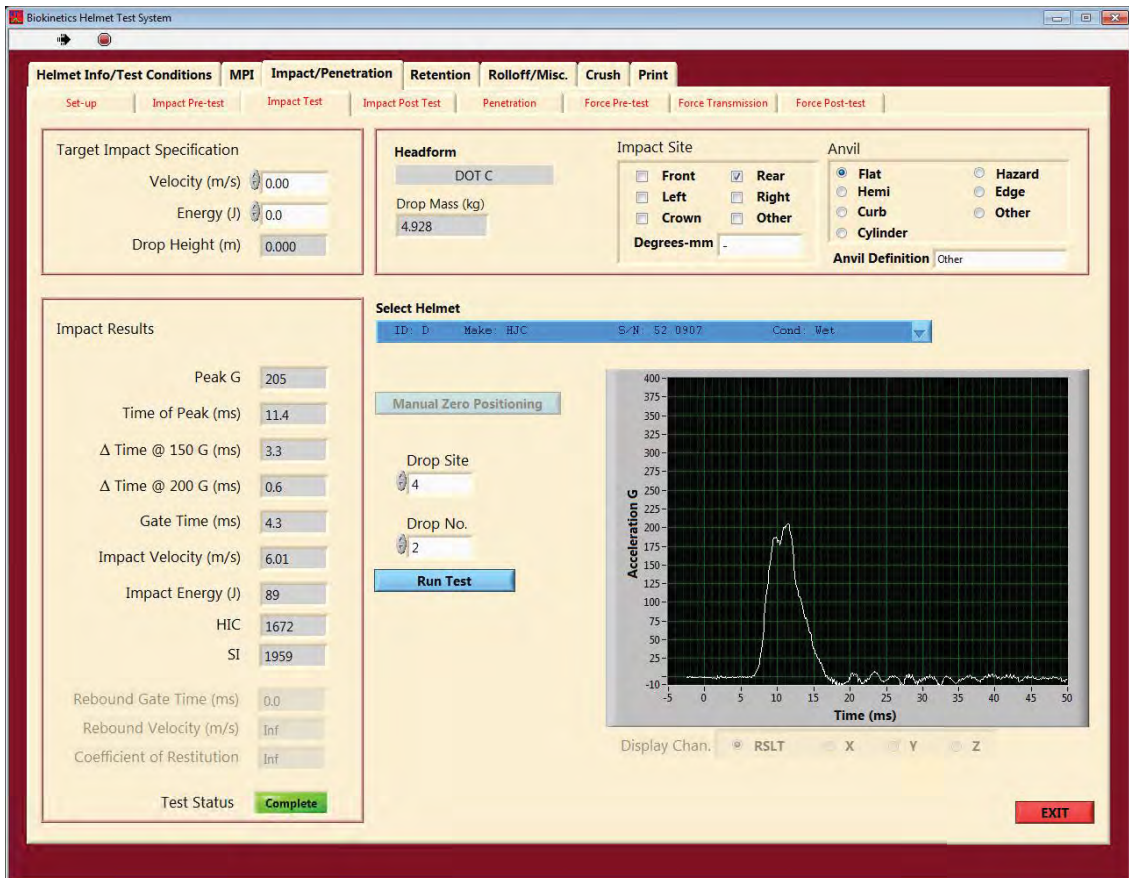 Biokinetics Helmet Test System
Helmet Info/Test Conditions MPI Impact/Penetration Retention Rolloff/Misc. Crush Print
Set-up Impact Pre-test Impact Test Impact Post Test Penetration Force Pre-test Force Transmission Force Post-test
Target Impact Specification
Velocity (m/s) 0.00
Energy (J) 0.0
Drop Height (m) 0.000
Headform
DOT C
Drop Mass (kg)
4.928
Impact Site
Front Rear
Left Right
Crown Other
Degrees-mm -
Anvil
Flat Hazard
Hemi Edge
Curb Other
Cylinder
Anvil Definition Other
Impact Results
Peak G 205
Time of Peak (ms) 11.4
Δ Time @ 150 G (ms) 3.3
Δ Time @ 200 G (ms) 0.6
Gate Time (ms) 4.3
Impact Velocity (m/s) 6.01
Impact Energy (J) 89
HIC 1672
SI 1959
Rebound Gate Time (ms) 0.0
Rebound Velocity (m/s) Inf
Coefficient of Restitution Inf
Test Status Complete
Select Helmet
ID: D Make: HJC S/N: 52 0907 Cond: Wet
Manual Zero Positioning
Drop Site
4
Drop No.
2
Run Test
Acceleration G
400
375
350
325
300
275
250
225
200
175
150
125
100
75
50
25
-10
-5 0 5 10 15 20 25 30 35 40 45 50
Time (ms)
Display Chan. RSLT X Y Z
EXIT